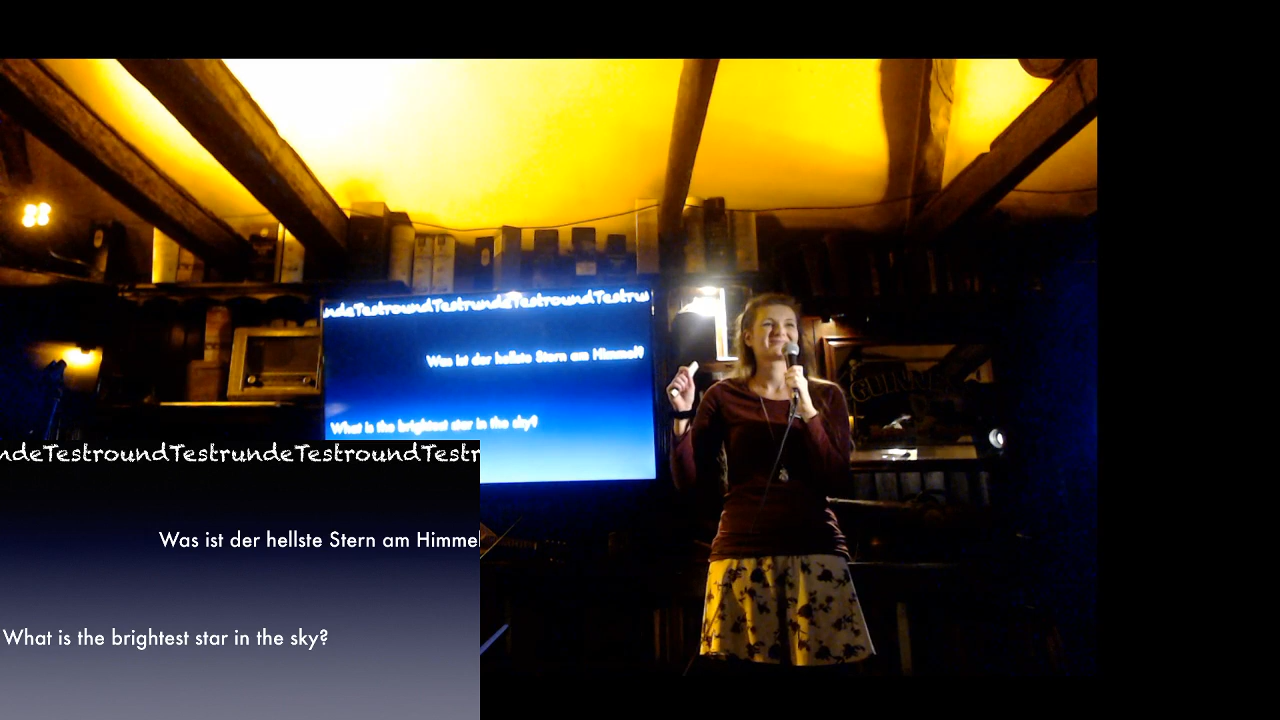 ndeTestroundTestrundeTestroundTestru
Was ist der hellste Stern am Himmel?
What is the brightest star in the sky?
GUINNE
ndeTestroundTestrundeTestroundTestr
Was ist der hellste Stern am Himmel
What is the brightest star in the sky?